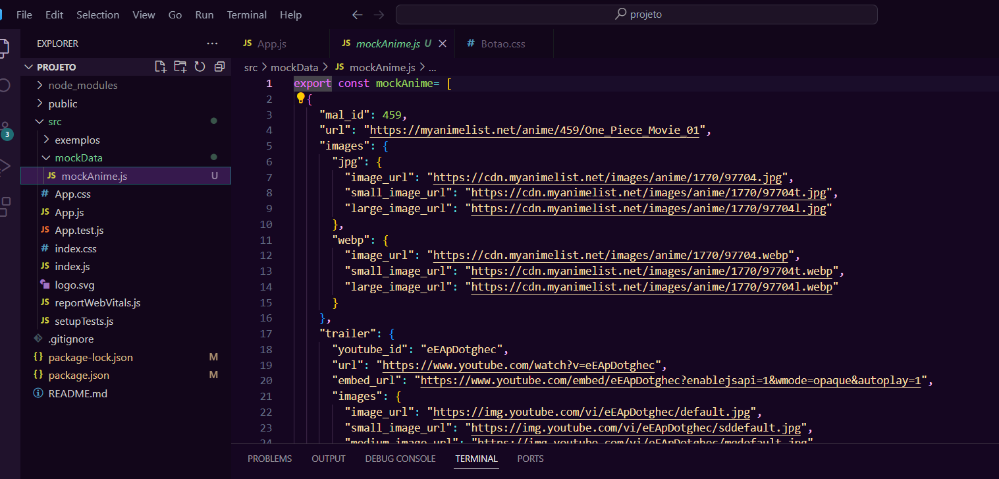 File Edit Selection View Go Run Terminal Help
projeto
EXPLORER
JS App.js
JS mockAnime.js U
# Botao.css
PROJETO
src > mockData > JS mockAnime.js > ...
node_modules
public
src
exemplos
mockData
JS mockAnime.js U
# App.css
JS App.js
JS App.test.js
# index.css
JS index.js
logo.svg
JS reportWebVitals.js
JS setupTests.js
.gitignore
{} package-lock.json M
{} package.json M
README.md
3
1 export const mockAnime= [
2 {
3 "mal_id": 459,
4 "url": "https://myanimelist.net/anime/459/One_Piece_Movie_01",
5 "images": {
6 "jpg": {
7 "image_url": "https://cdn.myanimelist.net/images/anime/1770/97704.jpg",
8 "small_image_url": "https://cdn.myanimelist.net/images/anime/1770/97704t.jpg",
9 "large_image_url": "https://cdn.myanimelist.net/images/anime/1770/97704l.jpg"
10 },
11 "webp": {
12 "image_url": "https://cdn.myanimelist.net/images/anime/1770/97704.webp",
13 "small_image_url": "https://cdn.myanimelist.net/images/anime/1770/97704t.webp",
14 "large_image_url": "https://cdn.myanimelist.net/images/anime/1770/97704l.webp"
15 }
16 },
17 "trailer": {
18 "youtube_id": "eEApDotghec",
19 "url": "https://www.youtube.com/watch?v=eEApDotghec",
20 "embed_url": "https://www.youtube.com/embed/eEApDotghec?enablejsapi=1&wmode=opaque&autoplay=1",
21 "images": {
22 "image_url": "https://img.youtube.com/vi/eEApDotghec/default.jpg",
23 "small_image_url": "https://img.youtube.com/vi/eEApDotghec/sddefault.jpg",
24 "medium_image_url": "https://img.youtube.com/vi/eEApDotghec/mqdefault.jpg"
PROBLEMS OUTPUT DEBUG CONSOLE TERMINAL PORTS